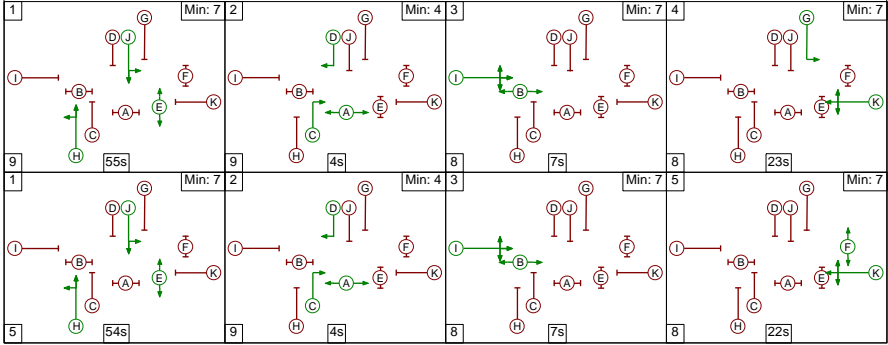 1 Min: 7
G
D J
I
F
B
E
K
A
C
H
9 55s
2 Min: 4
G
D J
I
F
B
E
K
A
C
H
9 4s
3 Min: 7
G
D J
I
F
B
E
K
A
C
H
8 7s
4 Min: 7
G
D J
I
F
B
E
K
A
C
H
8 23s
1 Min: 7
G
D J
I
F
B
E
K
A
C
H
5 54s
2 Min: 4
G
D J
I
F
B
E
K
A
C
H
9 4s
3 Min: 7
G
D J
I
F
B
E
K
A
C
H
8 7s
5 Min: 7
G
D J
I
F
B
E
K
A
C
H
8 22s